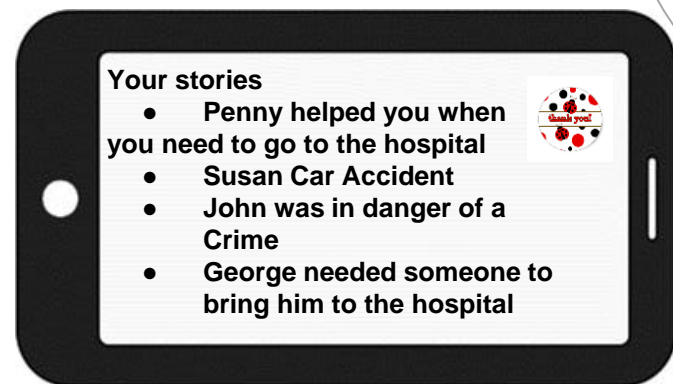 Your stories
● Penny helped you when
you need to go to the hospital
thank you!
● Susan Car Accident
● John was in danger of a
Crime
● George needed someone to
bring him to the hospital